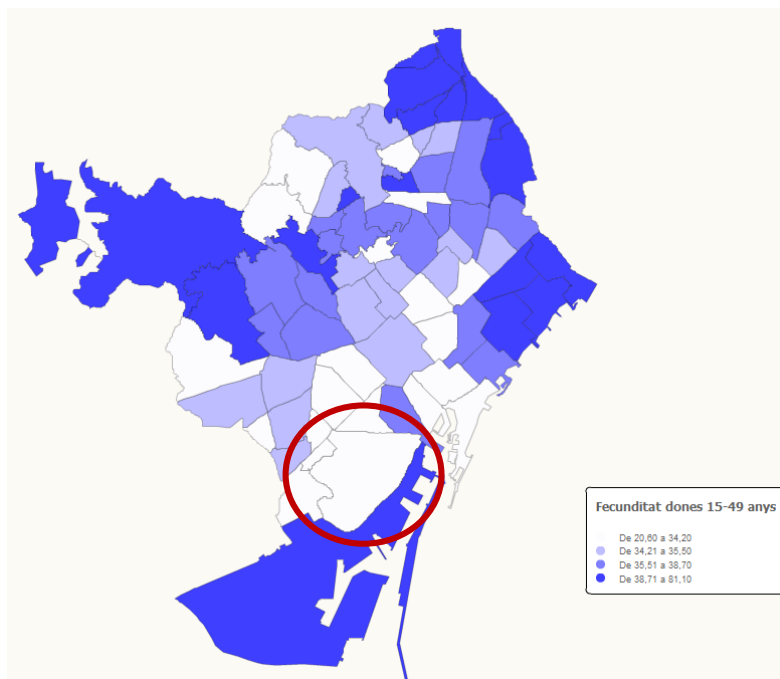 Fecunditat dones 15-49 anys
De 20,60 a 34,20
De 34,21 a 35,50
De 35,51 a 38,70
De 38,71 a 81,10